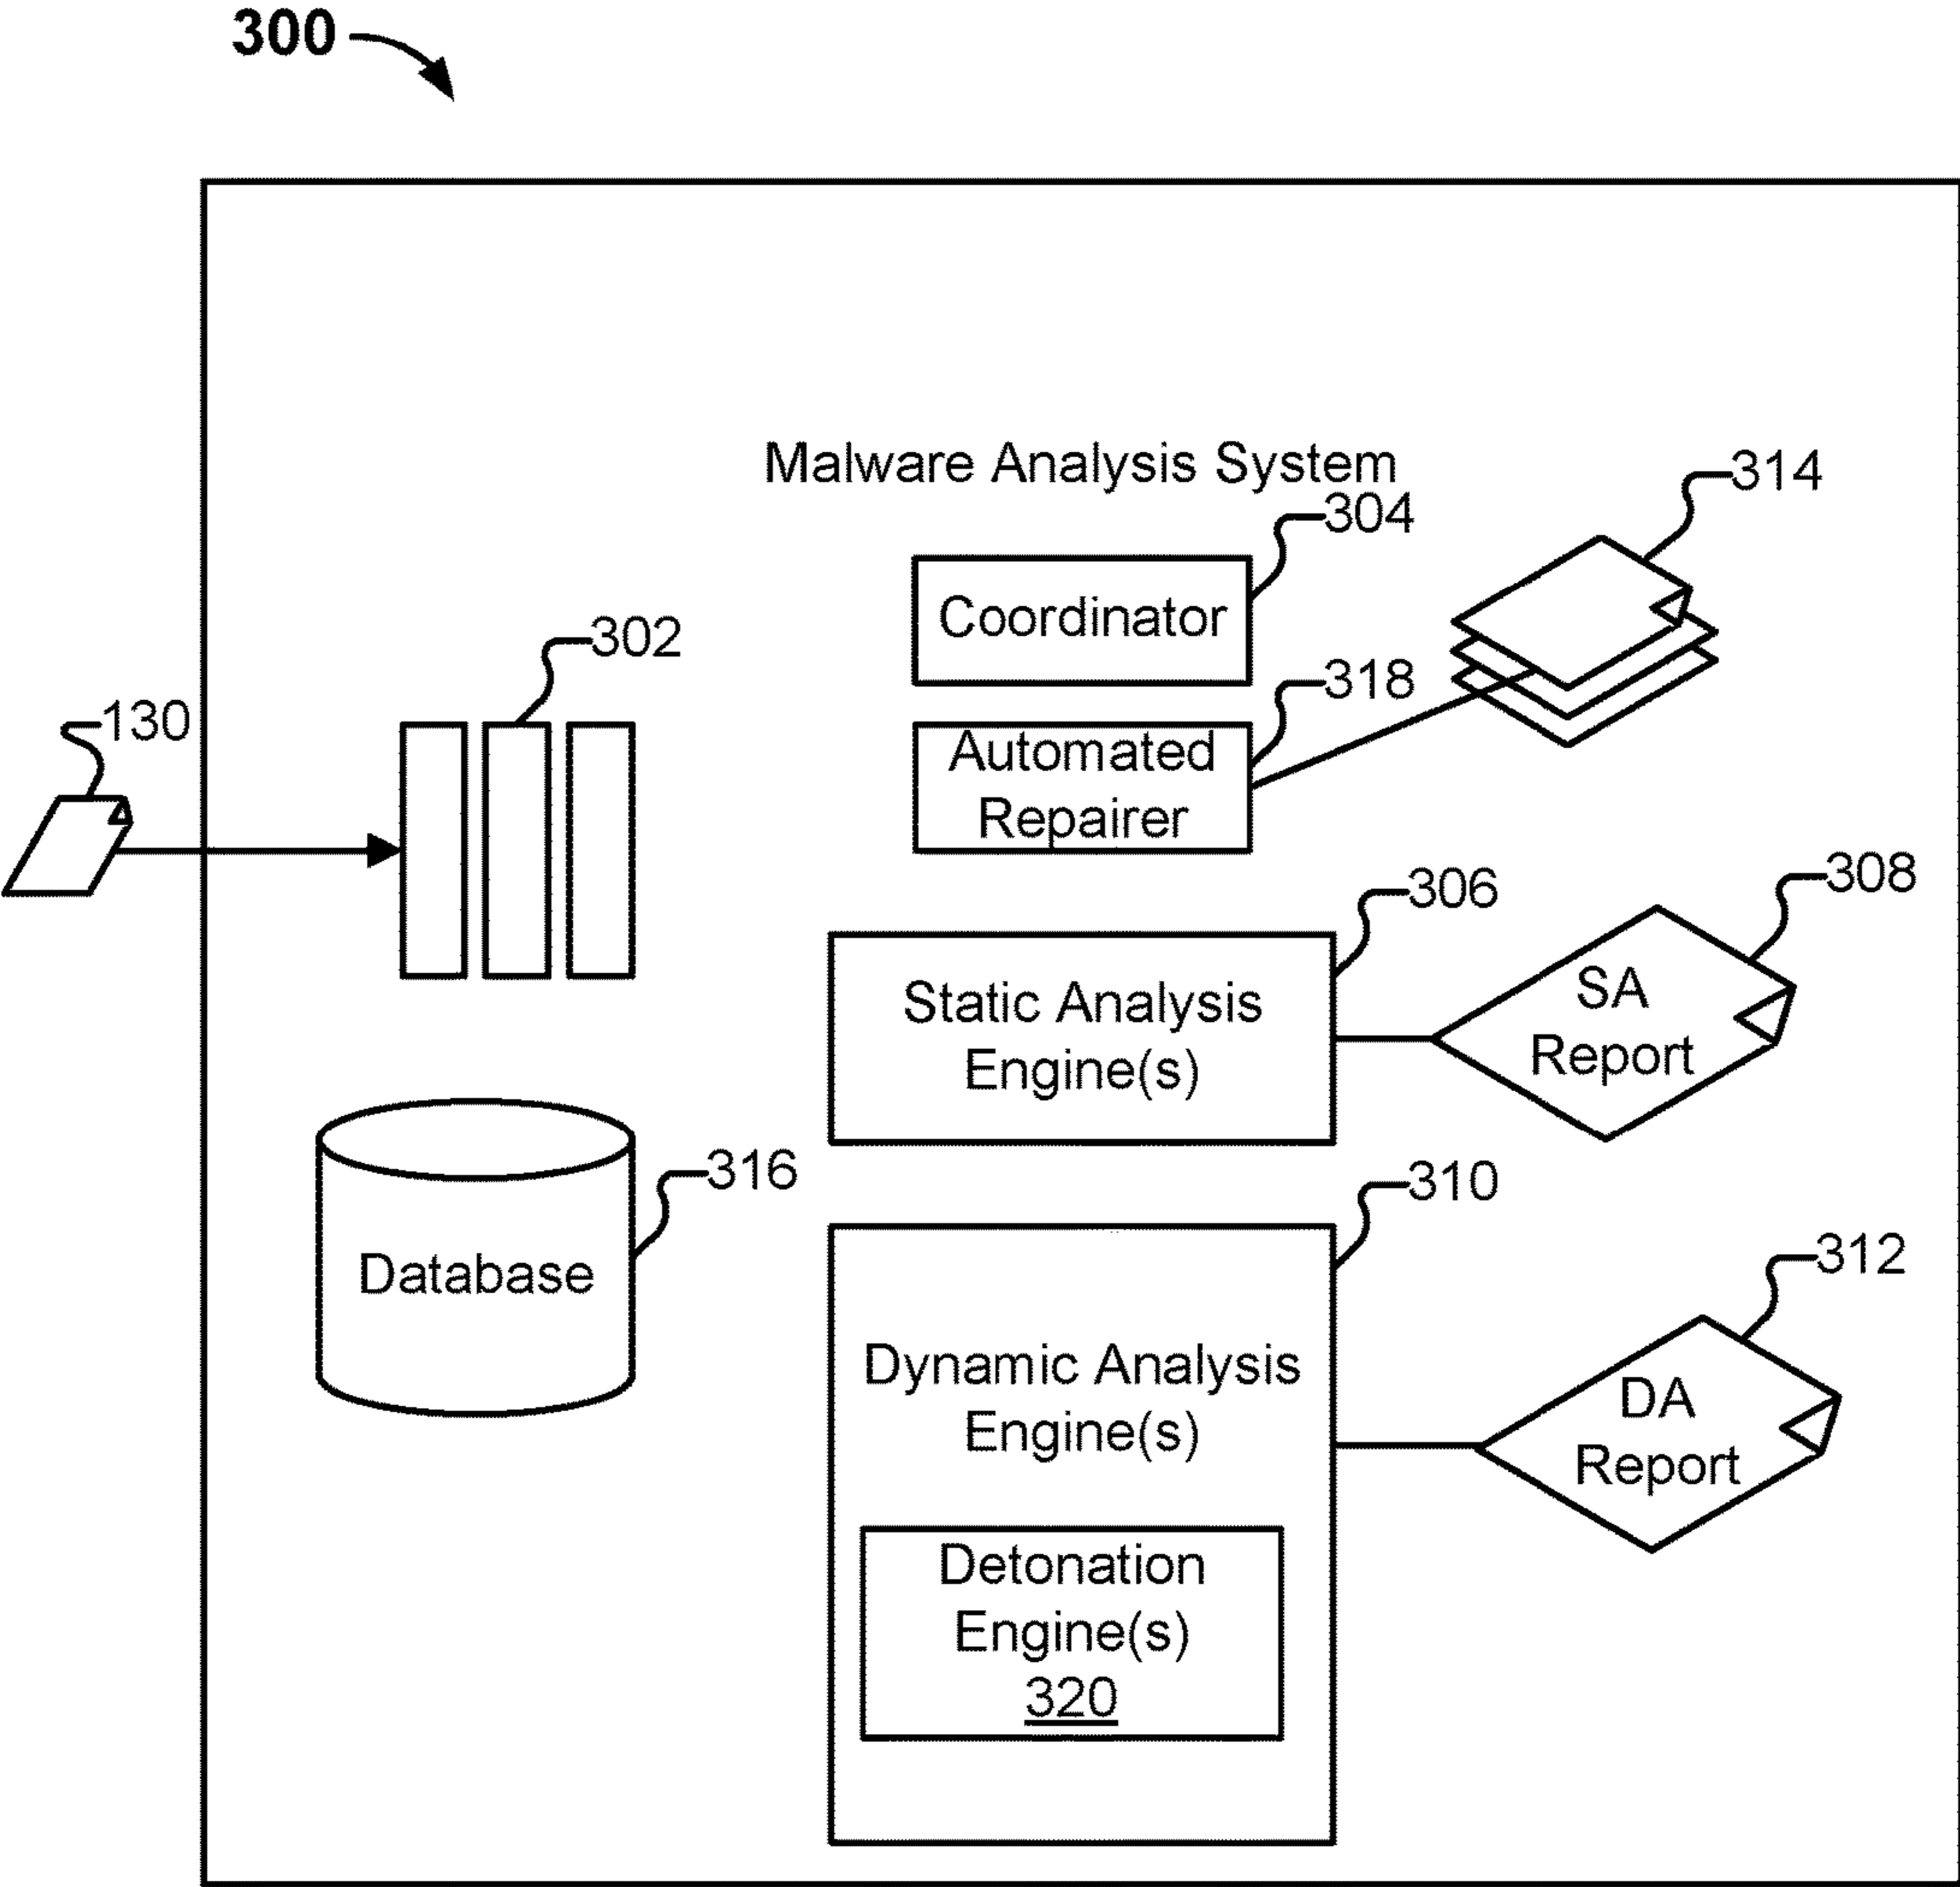 300
Malware Analysis System
314
304
Coordinator
302
318
130
Automated
Repairer
308
306
Static Analysis
Engine(s)
SA
Report
316
310
Database
312
Dynamic Analysis
Engine(s)
DA
Report
Detonation
Engine(s)
320